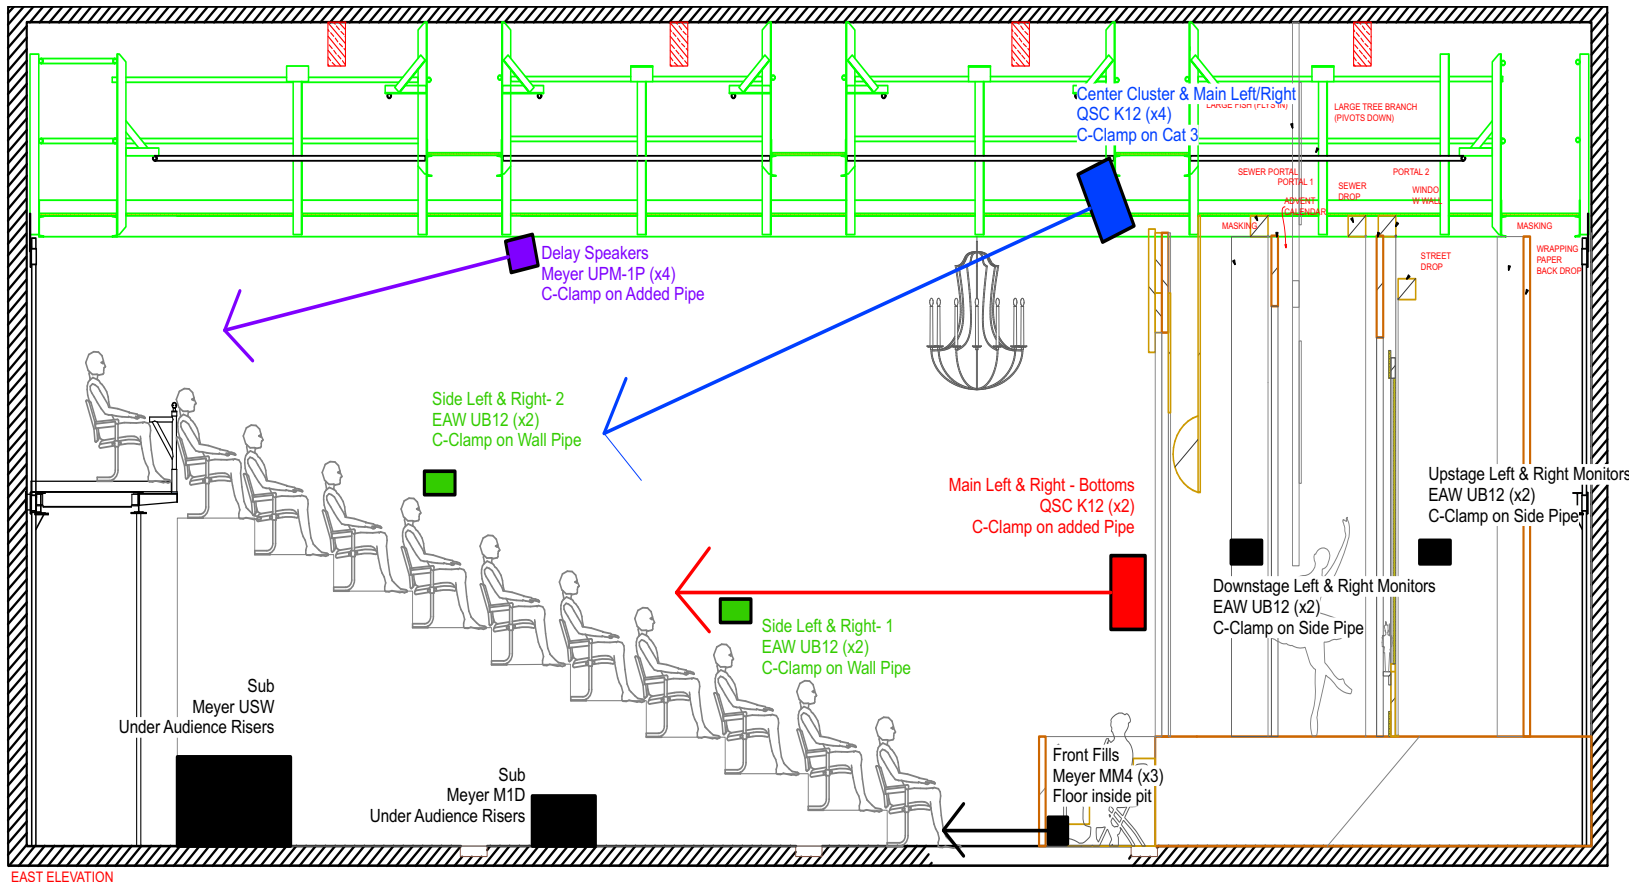 Center Cluster & Main Left/Right
QSC K12 (x4)
C-Clamp on Cat 3
LARGE FISH (FLYS IN)
LARGE TREE BRANCH
(PIVOTS DOWN)
SEWER PORTAL
PORTAL 1
SEWER
DROP
PORTAL 2
WINDO
W WALL
ADVENT
CALENDAR
MASKING
MASKING
STREET
DROP
WRAPPING
PAPER
BACK DROP
Delay Speakers
Meyer UPM-1P (x4)
C-Clamp on Added Pipe
Side Left & Right- 2
EAW UB12 (x2)
C-Clamp on Wall Pipe
Main Left & Right - Bottoms
QSC K12 (x2)
C-Clamp on added Pipe
Upstage Left & Right Monitors
EAW UB12 (x2)
C-Clamp on Side Pipe
Downstage Left & Right Monitors
EAW UB12 (x2)
C-Clamp on Side Pipe
Side Left & Right- 1
EAW UB12 (x2)
C-Clamp on Wall Pipe
Sub
Meyer USW
Under Audience Risers
Sub
Meyer M1D
Under Audience Risers
Front Fills
Meyer MM4 (x3)
Floor inside pit
EAST ELEVATION